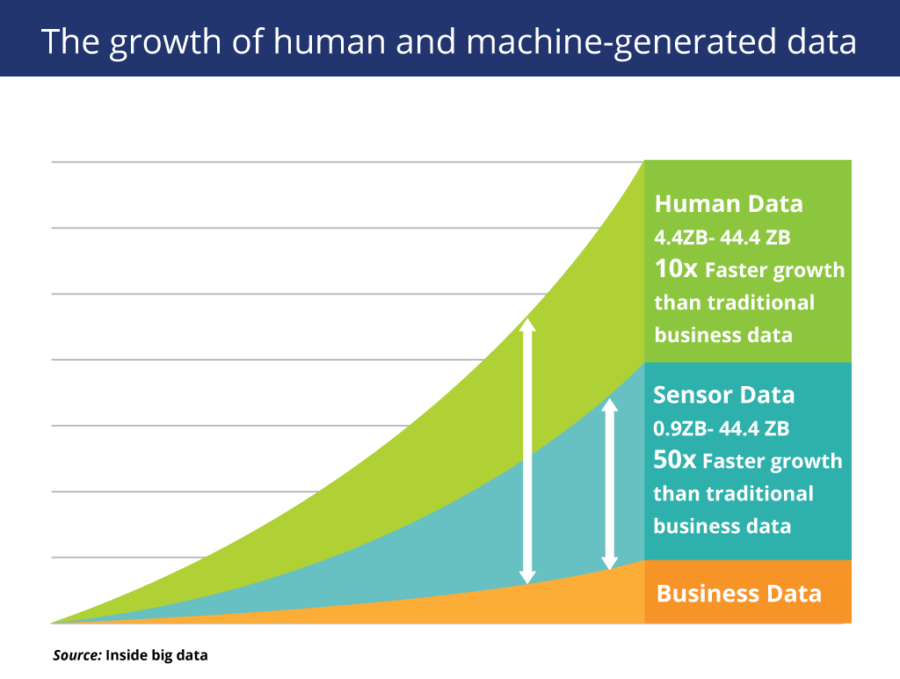 The growth of human and machine-generated data
Human Data
4.4ZB- 44.4 ZB
10x Faster growth
than traditional
business data
Sensor Data
0.9ZB- 44.4 ZB
50x Faster growth
than traditional
business data
Business Data
Source: Inside big data